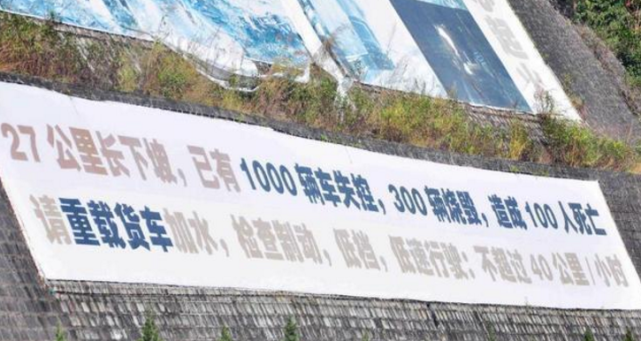 27公里长下坡，已有1000辆车失控，300辆烧毁，造成100人死亡
请重载货车加水，检查制动，低挡，低速行驶；不超过40公里/小时